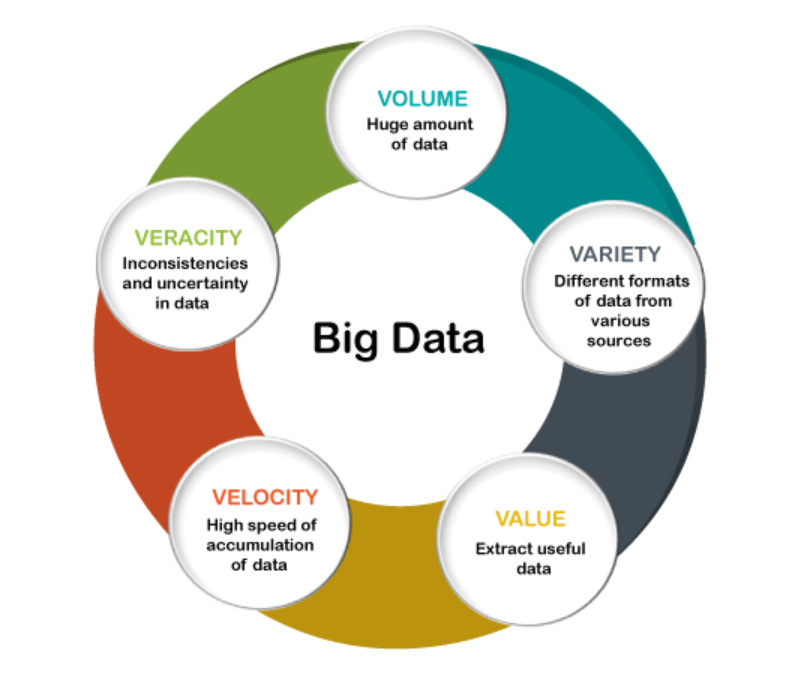 VOLUME
Huge amount
of data
VARIETY
Different formats
of data from
various
sources
VALUE
Extract useful
data
VELOCITY
High speed of
accumulation
of data
VERACITY
Inconsistencies
and uncertainty
in data
Big Data